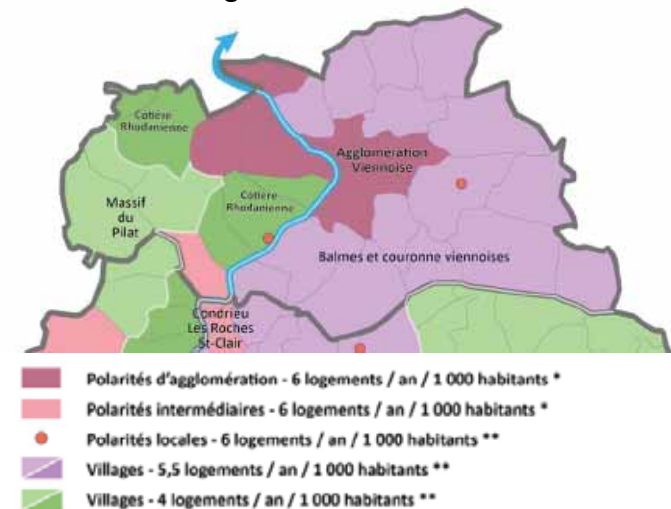 Côtière
Rhodanienne
Agglomération
Viennoise
Massif
du
Pilat
Côtière
Rhodanienne
Balmes et couronne viennoises
Condrieu
Les Roches
St-Clair
Polarités d'agglomération - 6 logements / an / 1 000 habitants *
Polarités intermédiaires - 6 logements / an / 1 000 habitants *
Polarités locales - 6 logements / an / 1 000 habitants **
Villages - 5,5 logements / an / 1 000 habitants **
Villages - 4 logements / an / 1 000 habitants **